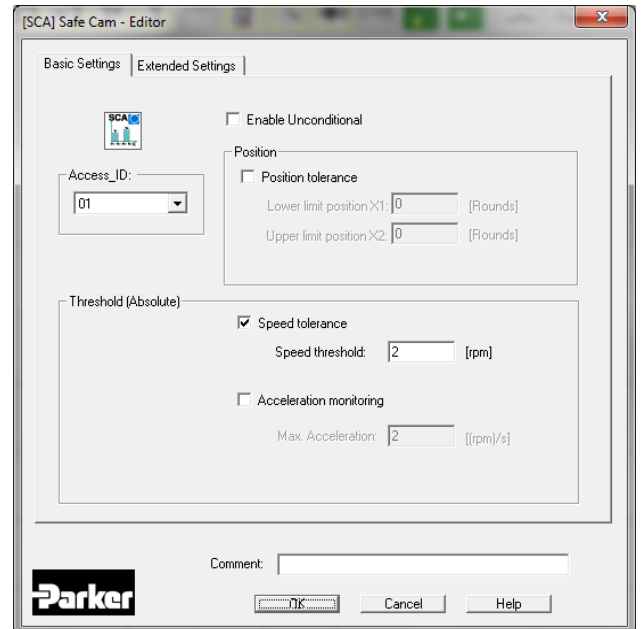 [SCA] Safe Cam - Editor
Basic Settings
Extended Settings
SCA
Enable Unconditional
Position
Access_ID:
Position tolerance
01
Lower limit position X1: 0 [Rounds]
Upper limit position X2: 0 [Rounds]
Threshold (Absolute)
Speed tolerance
Speed threshold: 2 [rpm]
Acceleration monitoring
Max. Acceleration: 2 [(rpm)/s]
Comment:
Parker
OK
Cancel
Help